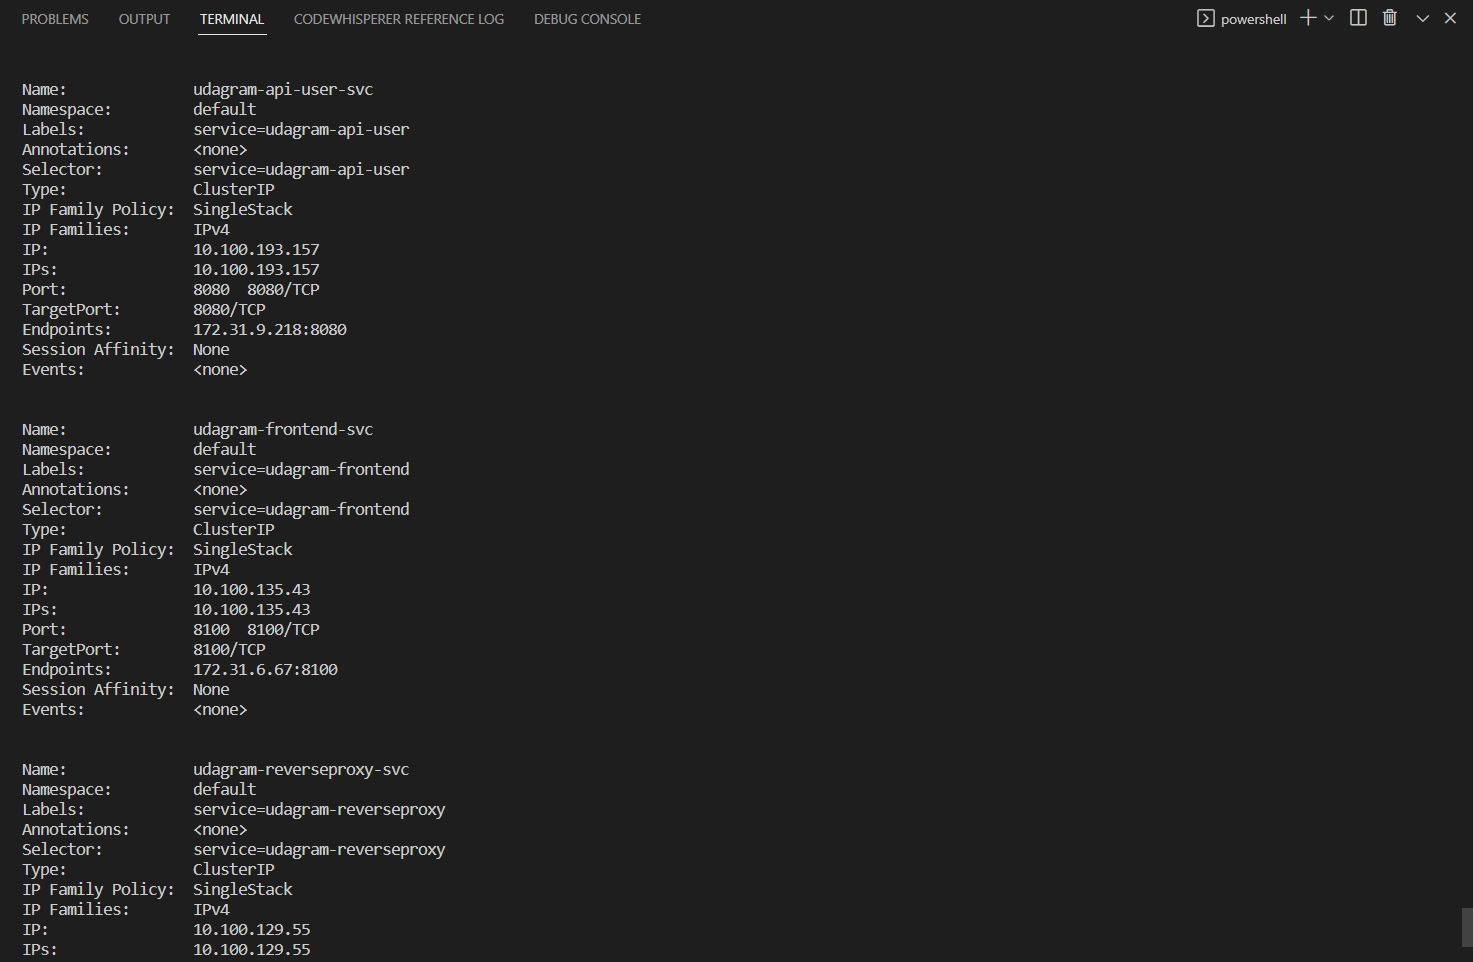 PROBLEMS OUTPUT TERMINAL CODEWHISPERER REFERENCE LOG DEBUG CONSOLE powershell
Name: udagram-api-user-svc
Namespace: default
Labels: service=udagram-api-user
Annotations: <none>
Selector: service=udagram-api-user
Type: ClusterIP
IP Family Policy: SingleStack
IP Families: IPv4
IP: 10.100.193.157
IPs: 10.100.193.157
Port: 8080 8080/TCP
TargetPort: 8080/TCP
Endpoints: 172.31.9.218:8080
Session Affinity: None
Events: <none>
Name: udagram-frontend-svc
Namespace: default
Labels: service=udagram-frontend
Annotations: <none>
Selector: service=udagram-frontend
Type: ClusterIP
IP Family Policy: SingleStack
IP Families: IPv4
IP: 10.100.135.43
IPs: 10.100.135.43
Port: 8100 8100/TCP
TargetPort: 8100/TCP
Endpoints: 172.31.6.67:8100
Session Affinity: None
Events: <none>
Name: udagram-reverseproxy-svc
Namespace: default
Labels: service=udagram-reverseproxy
Annotations: <none>
Selector: service=udagram-reverseproxy
Type: ClusterIP
IP Family Policy: SingleStack
IP Families: IPv4
IP: 10.100.129.55
IPs: 10.100.129.55